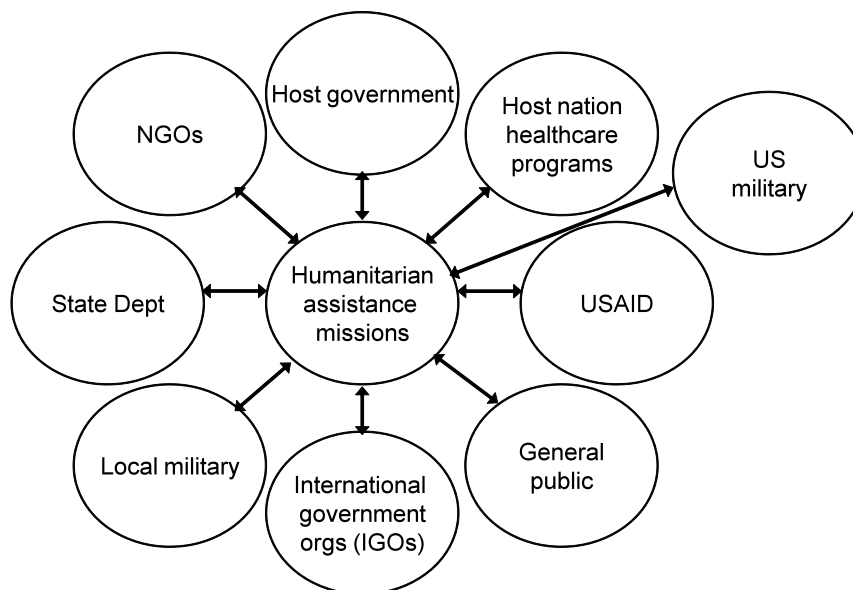 Host government
NGOs
Host nation
healthcare
programs
US
military
Humanitarian
assistance
missions
State Dept
USAID
Local military
General
public
International
government
orgs (IGOs)